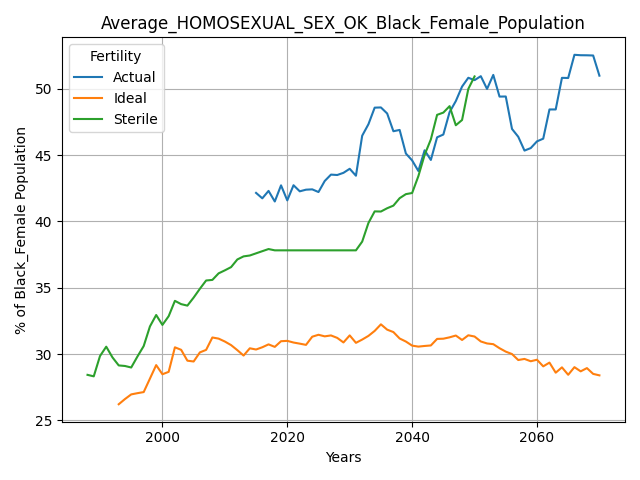 Average_HOMOSEXUAL_SEX_OK_Black_Female_Population
Fertility
Actual
Ideal
Sterile
% of Black_Female Population
50
45
40
35
30
25
2000
2020
2040
2060
Years